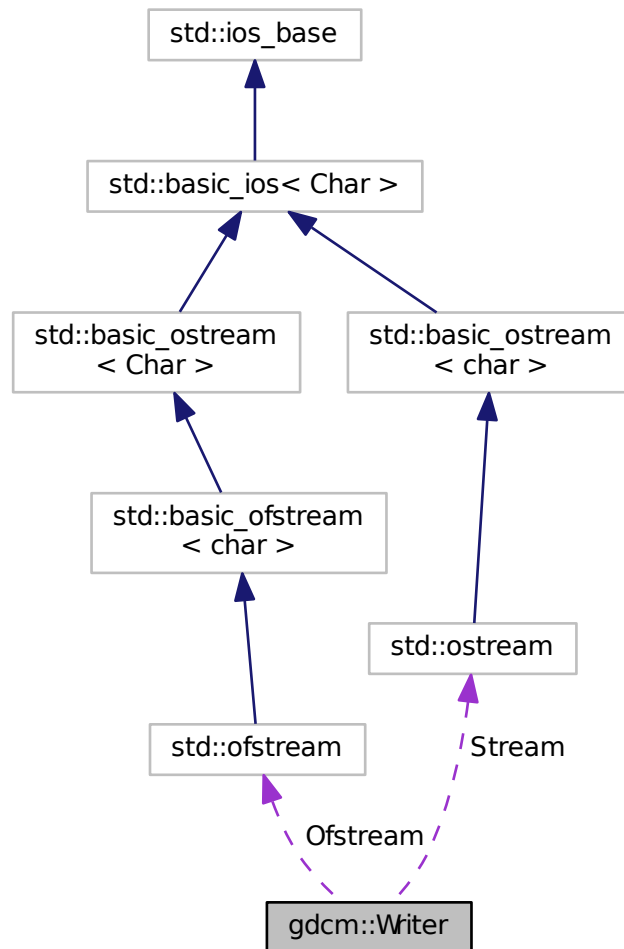 std::ios_base
std::basic_ios< Char >
std::basic_ostream
< Char >
std::basic_ostream
< char >
std::basic_ofstream
< char >
std::ostream
std::ofstream
Stream
Ofstream
gdcm::Writer